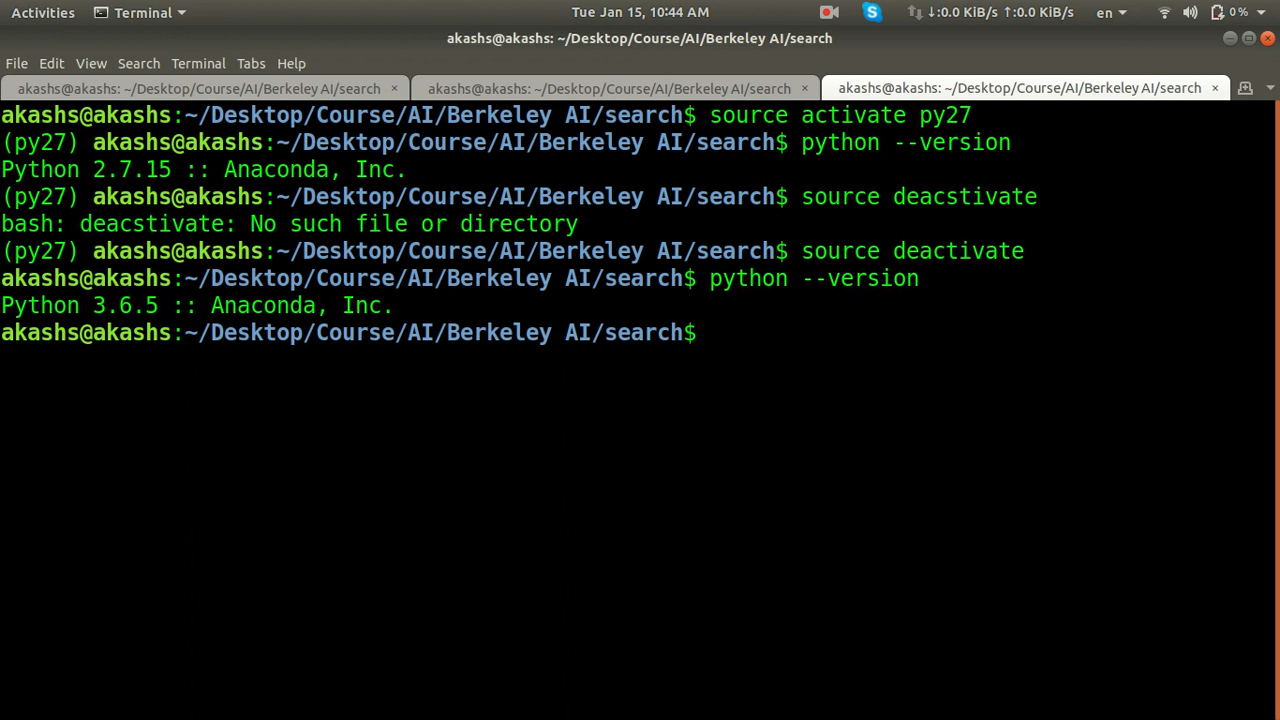 Activities Terminal Tue Jan 15, 10:44 AM ↓:0.0 KiB/s ↑:0.0 KiB/s en 0 %
akashs@akashs: ~/Desktop/Course/AI/Berkeley AI/search
File Edit View Search Terminal Tabs Help
akashs@akashs: ~/Desktop/Course/AI/Berkeley AI/search × akashs@akashs: ~/Desktop/Course/AI/Berkeley AI/search × akashs@akashs: ~/Desktop/Course/AI/Berkeley AI/search ×
akashs@akashs:~/Desktop/Course/AI/Berkeley AI/search$ source activate py27
(py27) akashs@akashs:~/Desktop/Course/AI/Berkeley AI/search$ python --version
Python 2.7.15 :: Anaconda, Inc.
(py27) akashs@akashs:~/Desktop/Course/AI/Berkeley AI/search$ source deacstivate
bash: deacstivate: No such file or directory
(py27) akashs@akashs:~/Desktop/Course/AI/Berkeley AI/search$ source deactivate
akashs@akashs:~/Desktop/Course/AI/Berkeley AI/search$ python --version
Python 3.6.5 :: Anaconda, Inc.
akashs@akashs:~/Desktop/Course/AI/Berkeley AI/search$